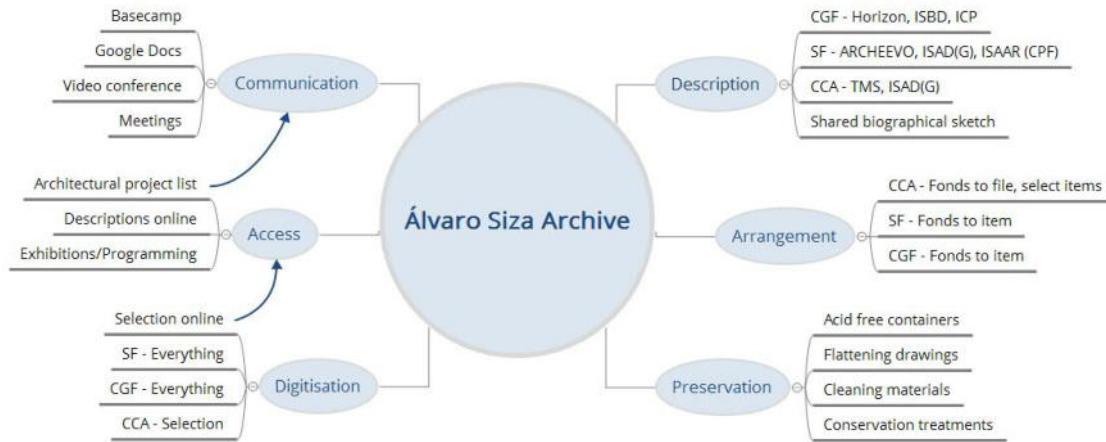 Basecamp
Google Docs
Video conference
Meetings
Communication
Architectural project list
Descriptions online
Exhibitions/Programming
Access
Selection online
SF - Everything
CGF - Everything
CCA - Selection
Digitisation
Álvaro Siza Archive
Description
CGF - Horizon, ISBD, ICP
SF - ARCHEEVO, ISAD(G), ISAAR (CPF)
CCA - TMS, ISAD(G)
Shared biographical sketch
Arrangement
CCA - Fonds to file, select items
SF - Fonds to item
CGF - Fonds to item
Preservation
Acid free containers
Flattening drawings
Cleaning materials
Conservation treatments